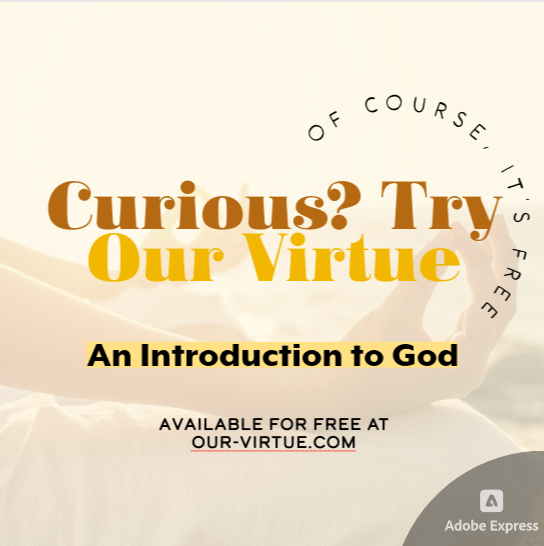 OF COURSE, IT'S FREE
Curious? Try
Our Virtue
An Introduction to God
AVAILABLE FOR FREE AT
OUR-VIRTUE.COM
Adobe Express